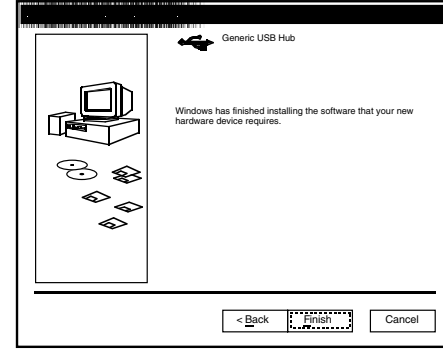 Generic USB Hub
Windows has finished installing the software that your new
hardware device requires.
< Back
Finish
Cancel